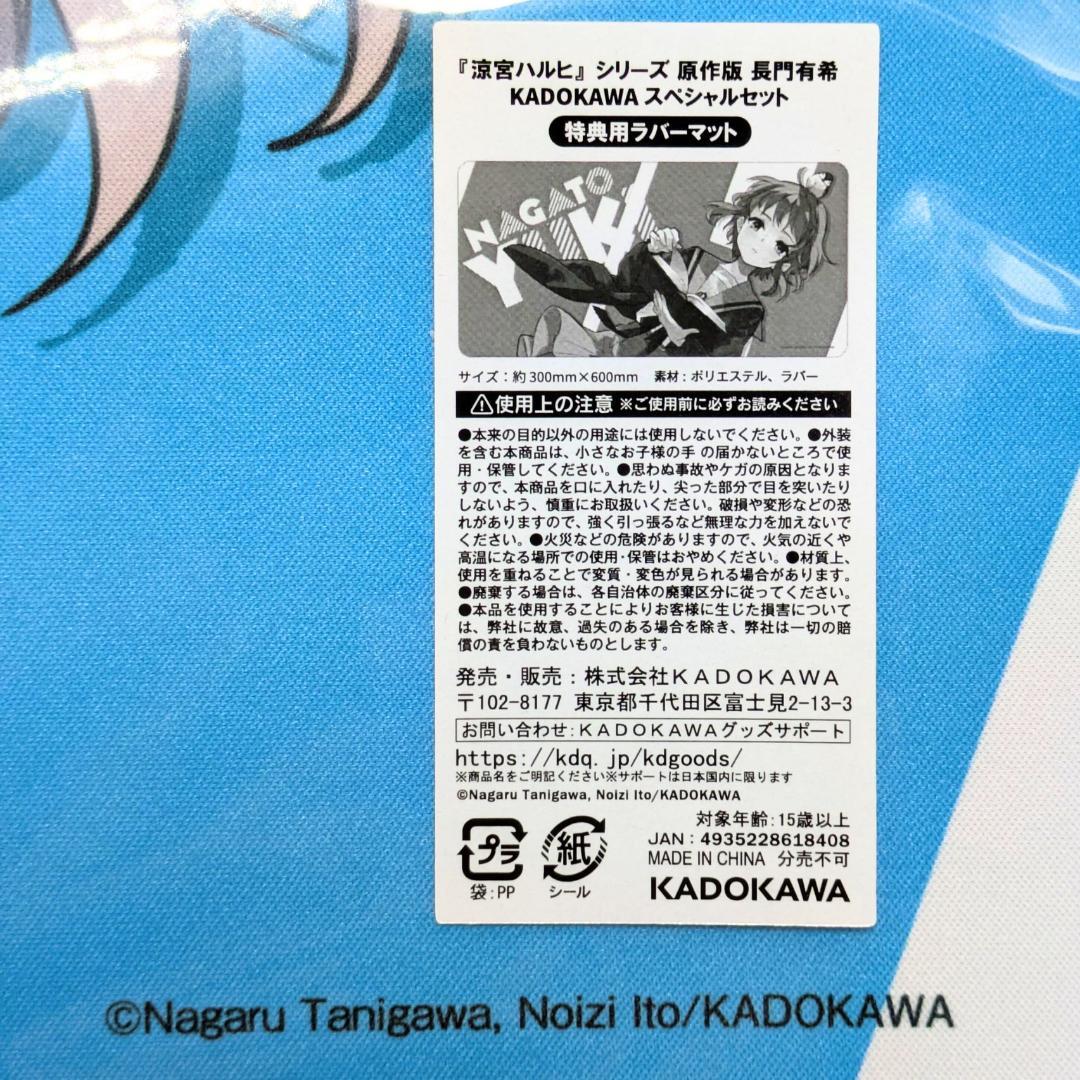 『涼宮ハルヒ』シリーズ 原作版 長門有希
KADOKAWA スペシャルセット
特典用ラバーマット
NAGATO
YUKI
サイズ：約300mm×600mm 素材：ポリエステル、ラバー
⚠使用上の注意 ※ご使用前に必ずお読みください
●本来の目的以外の用途には使用しないでください。●外装
を含む本商品は、小さなお子様の手 の届かないところで使
用・保管してください。●思わぬ事故やケガの原因となりま
すので、本商品を口に入れたり、尖った部分で目を突いたり
しないよう、慎重にお取扱いください。破損や変形などの恐
れがありますので、強く引っ張るなど無理な力を加えないで
ください。●火災などの危険がありますので、火気の近くや
高温になる場所での使用・保管はおやめください。●材質上、
使用を重ねることで変質・変色が見られる場合があります。
●廃棄する場合は、各自治体の廃棄区分に従ってください。
●本品を使用することによりお客様に生じた損害について
は、弊社に故意、過失のある場合を除き、弊社は一切の賠
償の責を負わないものとします。
発売・販売：株式会社KADOKAWA
〒102-8177 東京都千代田区富士見2-13-3
お問い合わせ：KADOKAWAグッズサポート
https://kdq.jp/kdgoods/
※商品名をご明記ください※サポートは日本国内に限ります
©Nagaru Tanigawa, Noizi Ito/KADOKAWA
対象年齢：15歳以上
JAN：4935228618408
MADE IN CHINA 分売不可
プラ
袋：PP
紙
シール
KADOKAWA
©Nagaru Tanigawa, Noizi Ito/KADOKAWA